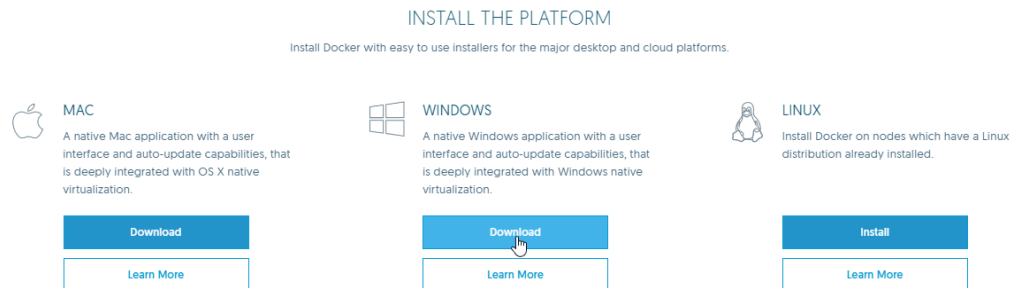 INSTALL THE PLATFORM
Install Docker with easy to use installers for the major desktop and cloud platforms.
MAC
A native Mac application with a user
interface and auto-update capabilities, that
is deeply integrated with OS X native
virtualization.
Download
Learn More
WINDOWS
A native Windows application with a user
interface and auto-update capabilities, that
is deeply integrated with Windows native
virtualization.
Download
Learn More
LINUX
Install Docker on nodes which have a Linux
distribution already installed.
Install
Learn More